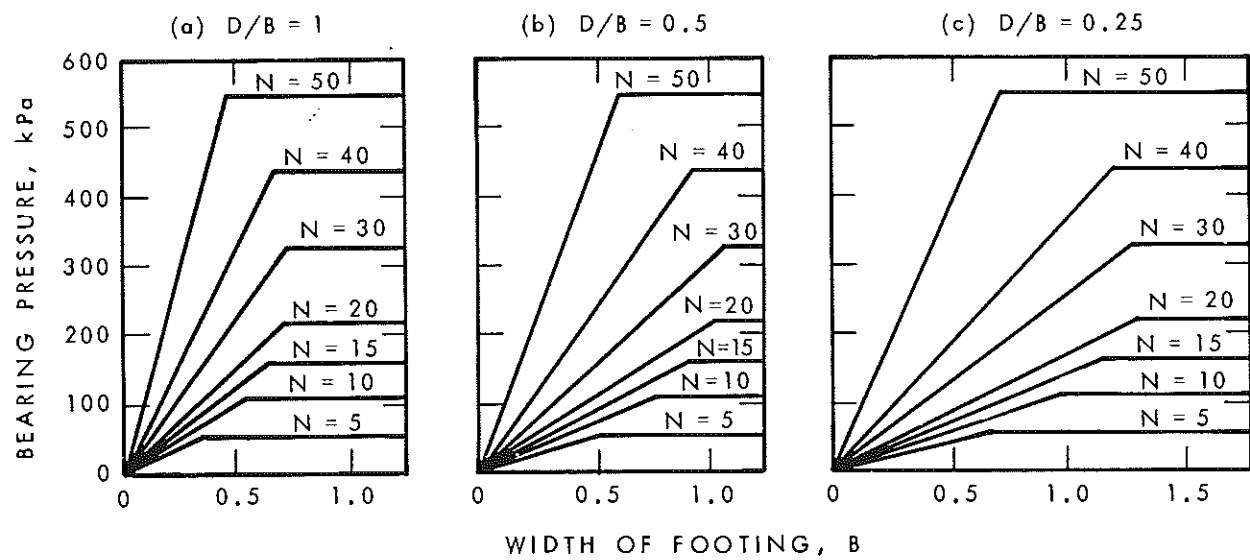 (a) D/B = 1
(b) D/B = 0.5
(c) D/B = 0.25
BEARING PRESSURE, kPa
600
500
400
300
200
100
0
N = 50
N = 40
N = 30
N = 20
N = 15
N = 10
N = 5
0
0.5
1.0
N = 50
N = 40
N = 30
N=20
N=15
N=10
N = 5
0
0.5
1.0
N = 50
N = 40
N = 30
N = 20
N = 15
N = 10
N = 5
0
0.5
1.0
1.5
WIDTH OF FOOTING, B